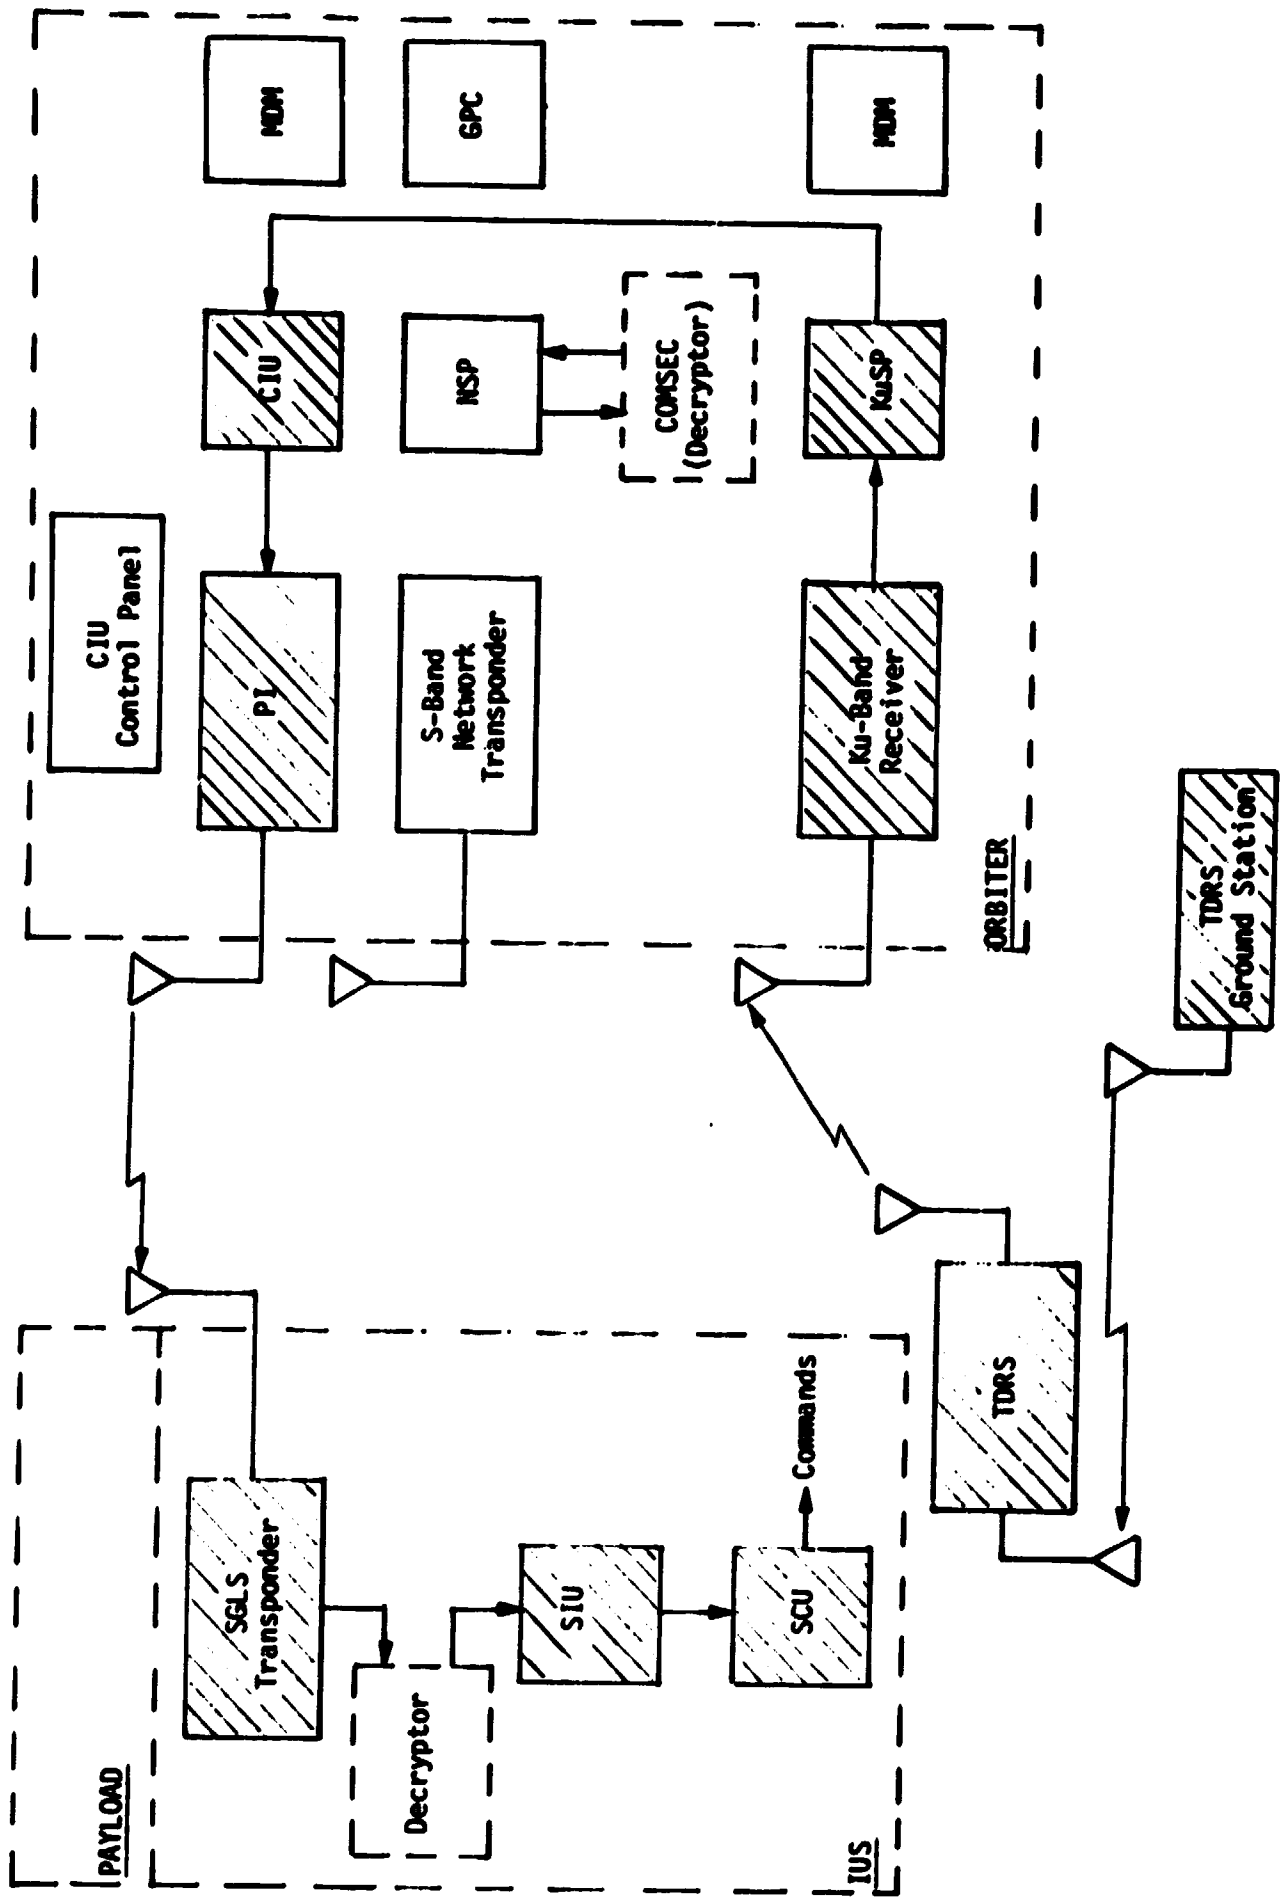 PAYLOAD
CIU
Control Panel
SGLS
Transponder
PI
CIU
MDM
Decryptor
S-Band
Network
Transponder
NSP
GPC
SIU
COMSEC
(Decryptor)
SCU
Commands
Ku-Band
Receiver
KuSP
MDM
IUS
TDRS
ORBITER
TDRS
Ground Station